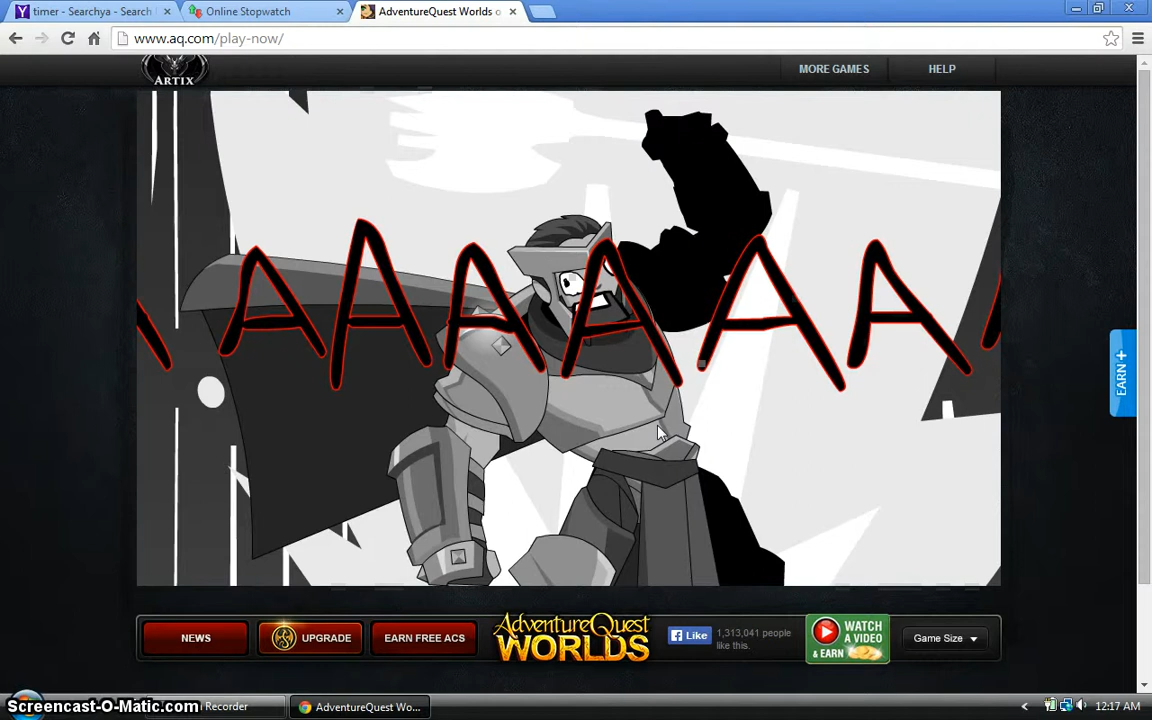 timer - Searchya - Search
Online Stopwatch
AdventureQuest Worlds
www.aq.com/play-now/
ARTIX
MORE GAMES
HELP
AAAAAA
EARN+
NEWS
UPGRADE
EARN FREE ACS
AdventureQuest
WORLDS
Like
1,313,041 people
like this.
WATCH
A VIDEO
& EARN
Game Size
Screencast-O-Matic.com
Recorder
AdventureQuest Wo...
12:17 AM